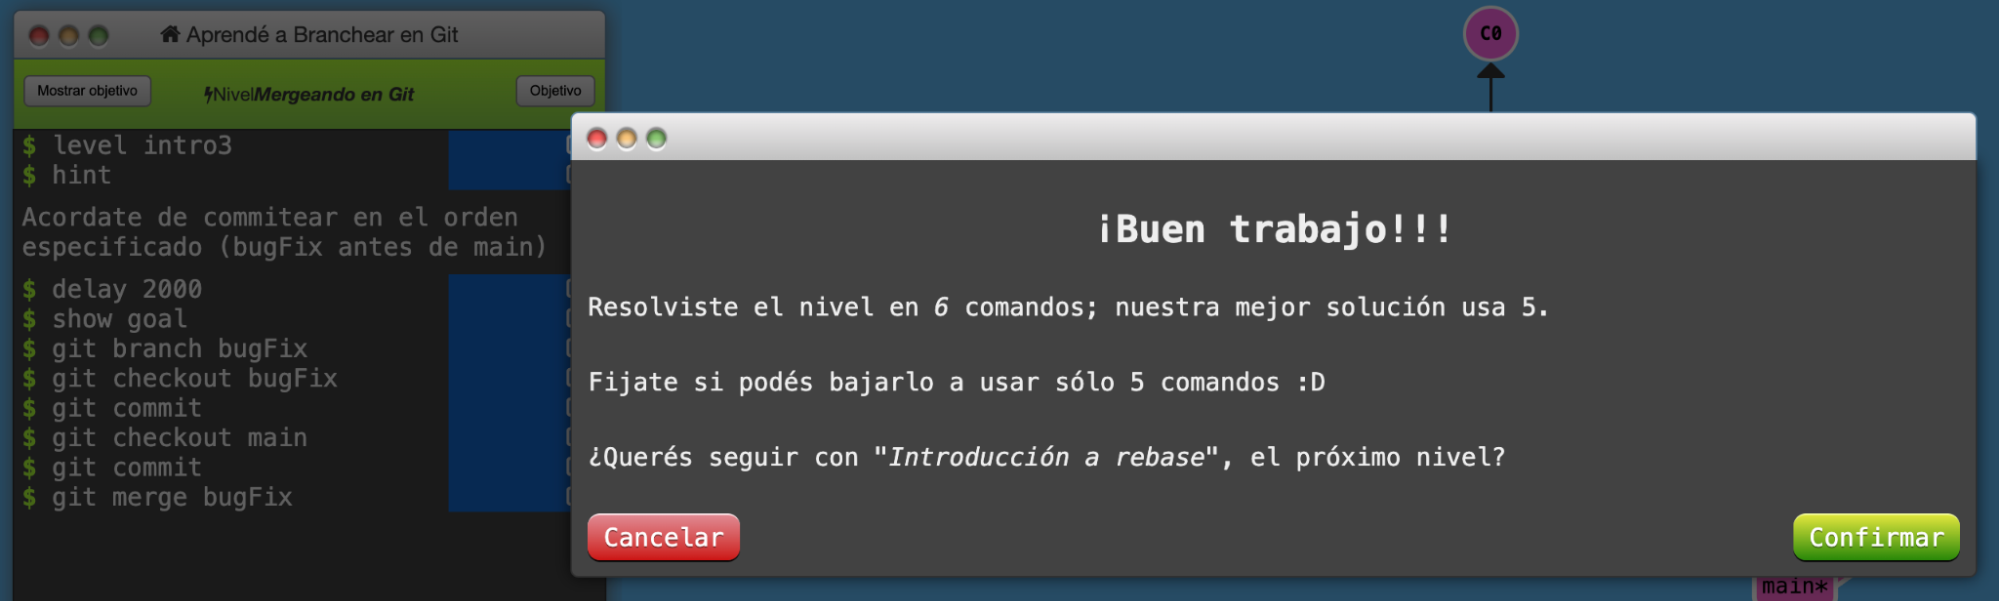 Aprendé a Branchear en Git
Mostrar objetivo
NivelMergeando en Git
Objetivo
$ level intro3
$ hint
Acordate de commitear en el orden
especificado (bugFix antes de main)
$ delay 2000
$ show goal
$ git branch bugFix
$ git checkout bugFix
$ git commit
$ git checkout main
$ git commit
$ git merge bugFix
C0
¡Buen trabajo!!!
Resolviste el nivel en 6 comandos; nuestra mejor solución usa 5.
Fijate si podés bajarlo a usar sólo 5 comandos :D
¿Querés seguir con "Introducción a rebase", el próximo nivel?
Cancelar
Confirmar
main*